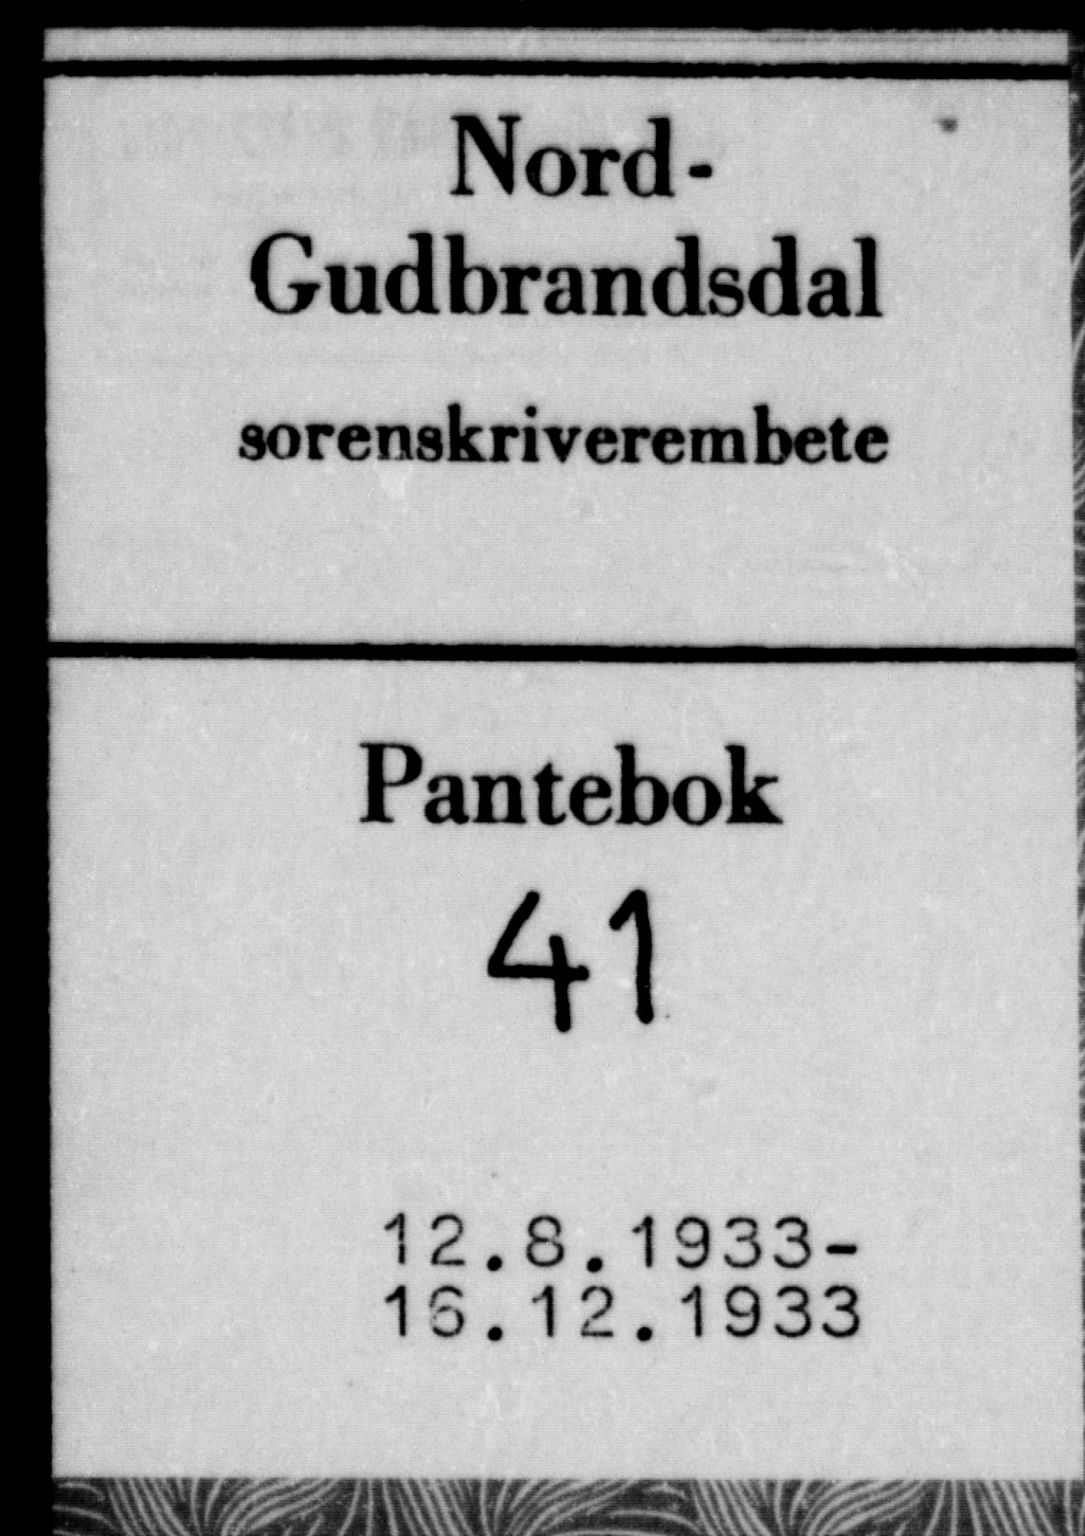 Nord-
Gudbrandsdal
sorenskriverembete
Pantebok
41
12.8.1933-
16.12.1933